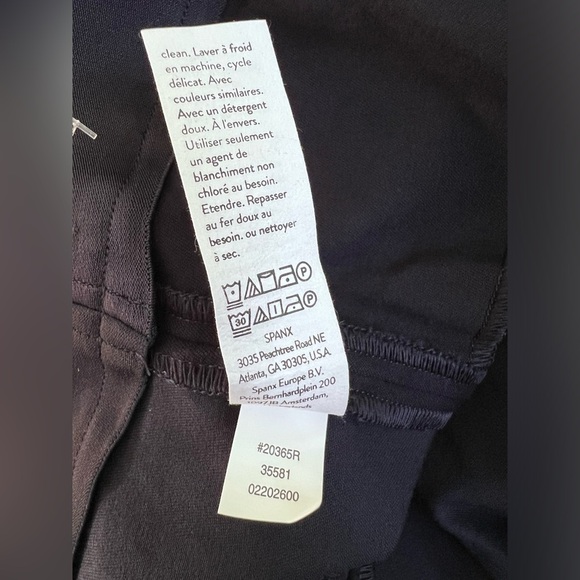 clean. Laver à froid
en machine, cycle
délicat. Avec
couleurs similaires.
Avec un détergent
doux. À l'envers.
Utiliser seulement
un agent de
blanchiment non
chloré au besoin.
Etendre. Repasser
au fer doux au
besoin. ou nettoyer
à sec.
P
30 P
SPANX
3035 Peachtree Road NE
Atlanta, GA 30305, U.S.A.
Spanx Europe B.V.
Prins Bernhardplein 200
Amsterdam,
#20365R
35581
02202600